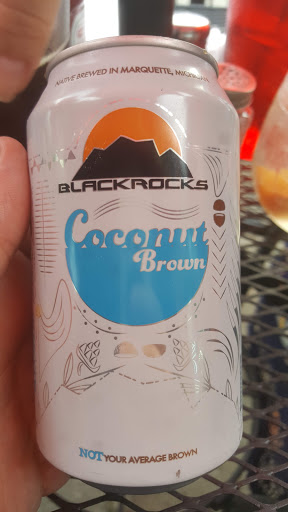 NATIVE BREWED IN MARQUETTE, MICHIGAN
BLACKROCKS
Coconut
Brown
NOT YOUR AVERAGE BROWN